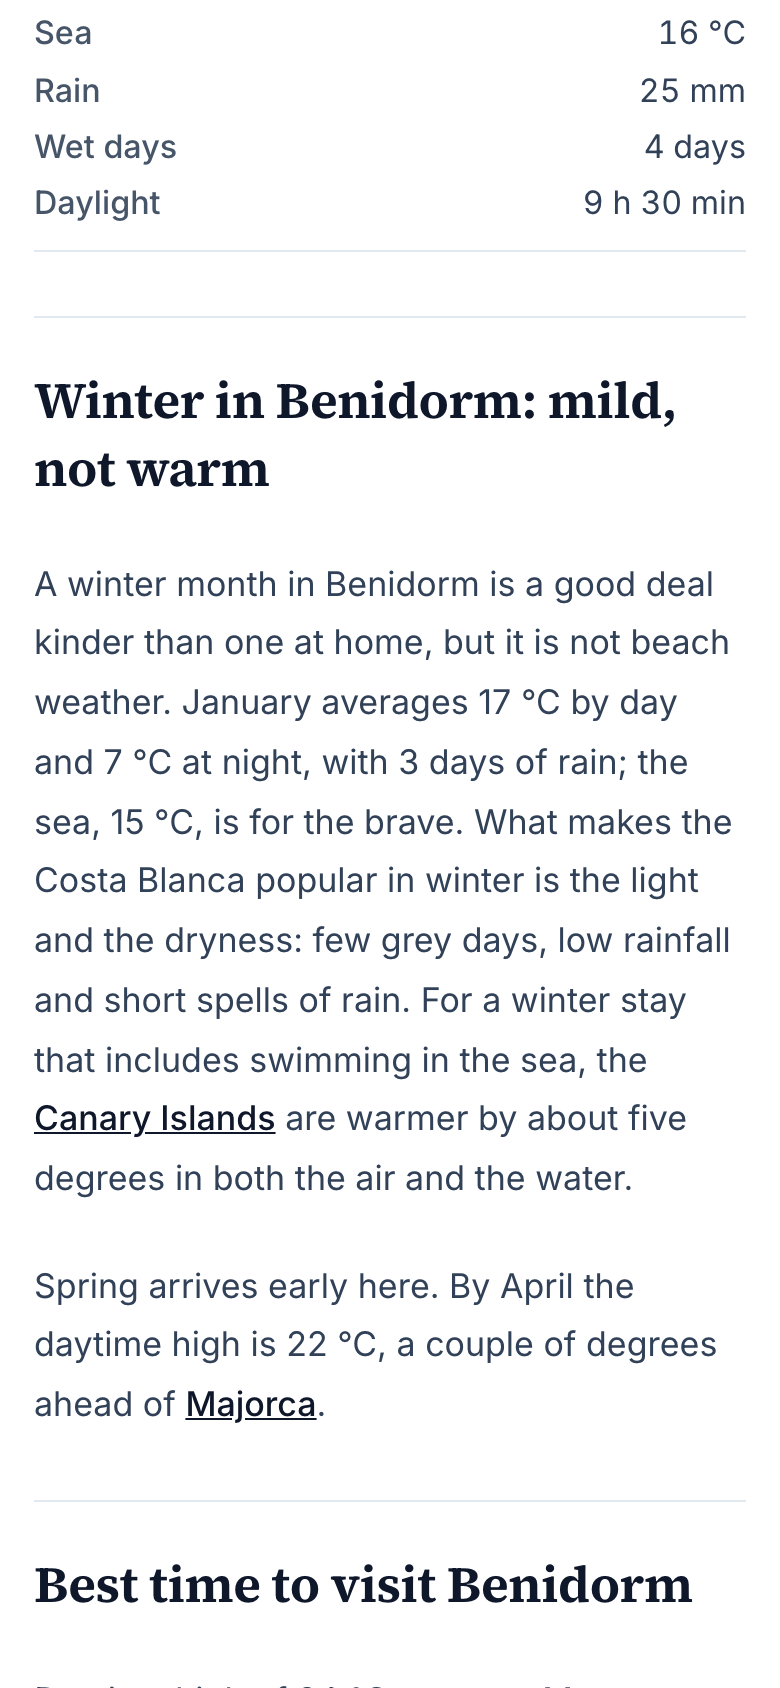 Sea 16 °C
Rain 25 mm
Wet days 4 days
Daylight 9 h 30 min
Winter in Benidorm: mild,
not warm
A winter month in Benidorm is a good deal
kinder than one at home, but it is not beach
weather. January averages 17 °C by day
and 7 °C at night, with 3 days of rain; the
sea, 15 °C, is for the brave. What makes the
Costa Blanca popular in winter is the light
and the dryness: few grey days, low rainfall
and short spells of rain. For a winter stay
that includes swimming in the sea, the
Canary Islands are warmer by about five
degrees in both the air and the water.
Spring arrives early here. By April the
daytime high is 22 °C, a couple of degrees
ahead of Majorca.
Best time to visit Benidorm